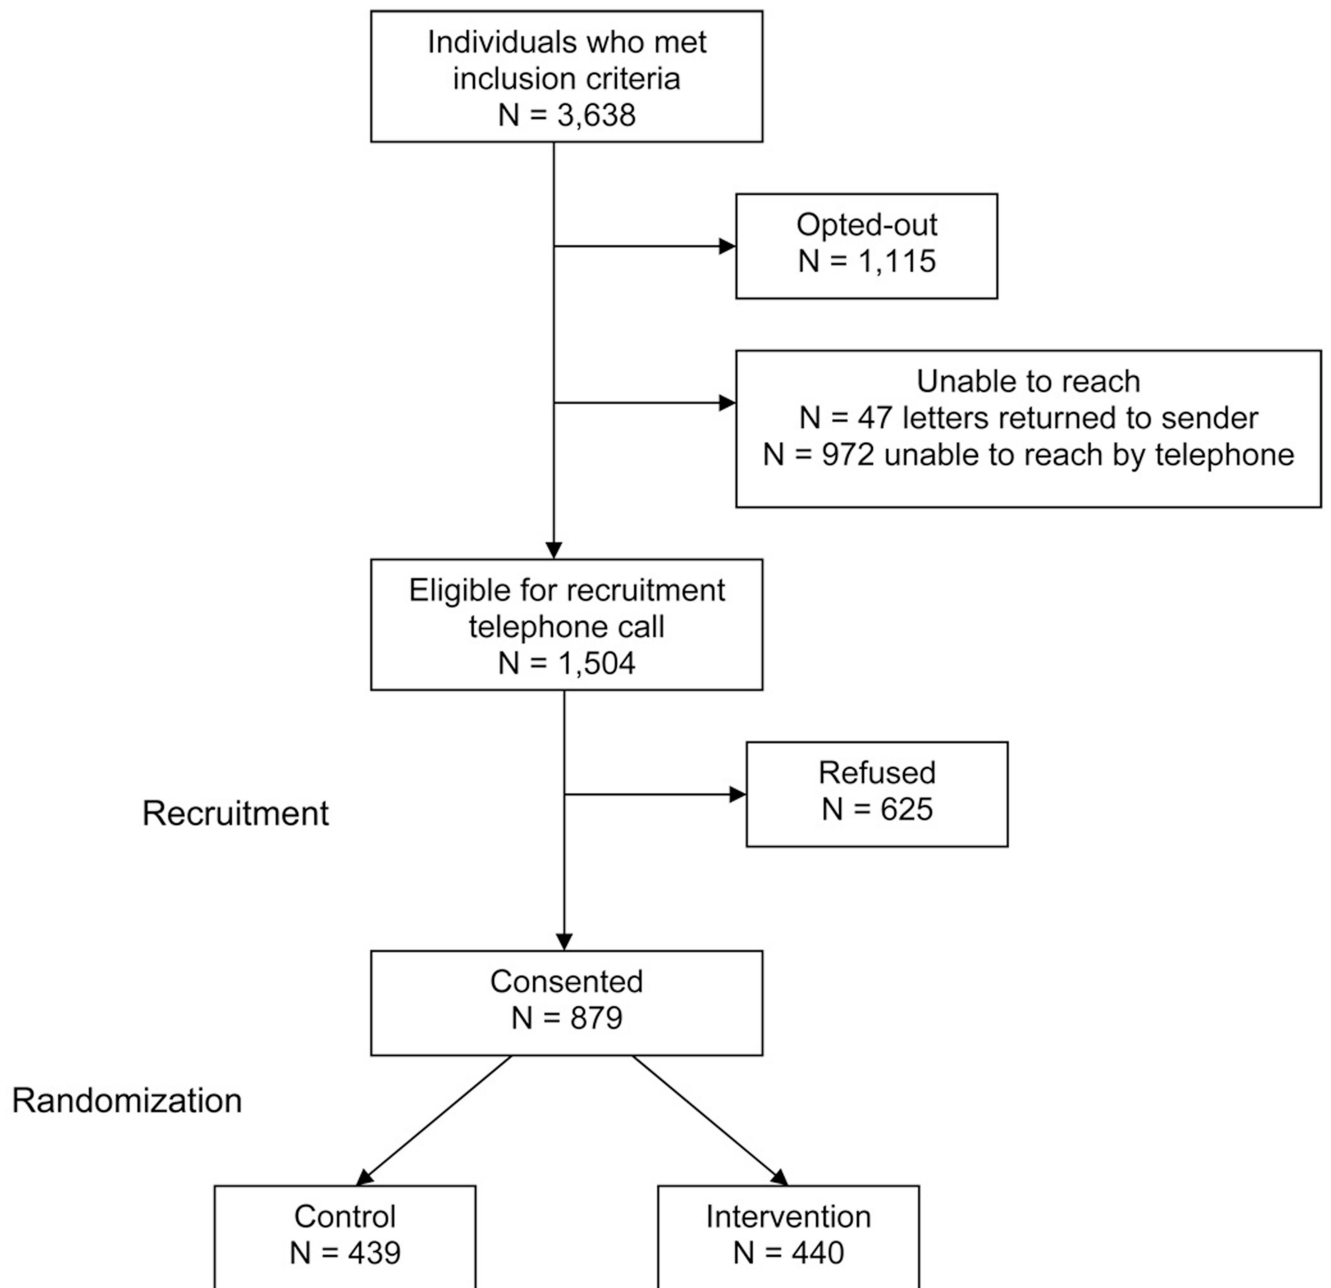 Individuals who met
inclusion criteria
N = 3,638
Opted-out
N = 1,115
Unable to reach
N = 47 letters returned to sender
N = 972 unable to reach by telephone
Eligible for recruitment
telephone call
N = 1,504
Refused
N = 625
Recruitment
Consented
N = 879
Randomization
Control
N = 439
Intervention
N = 440